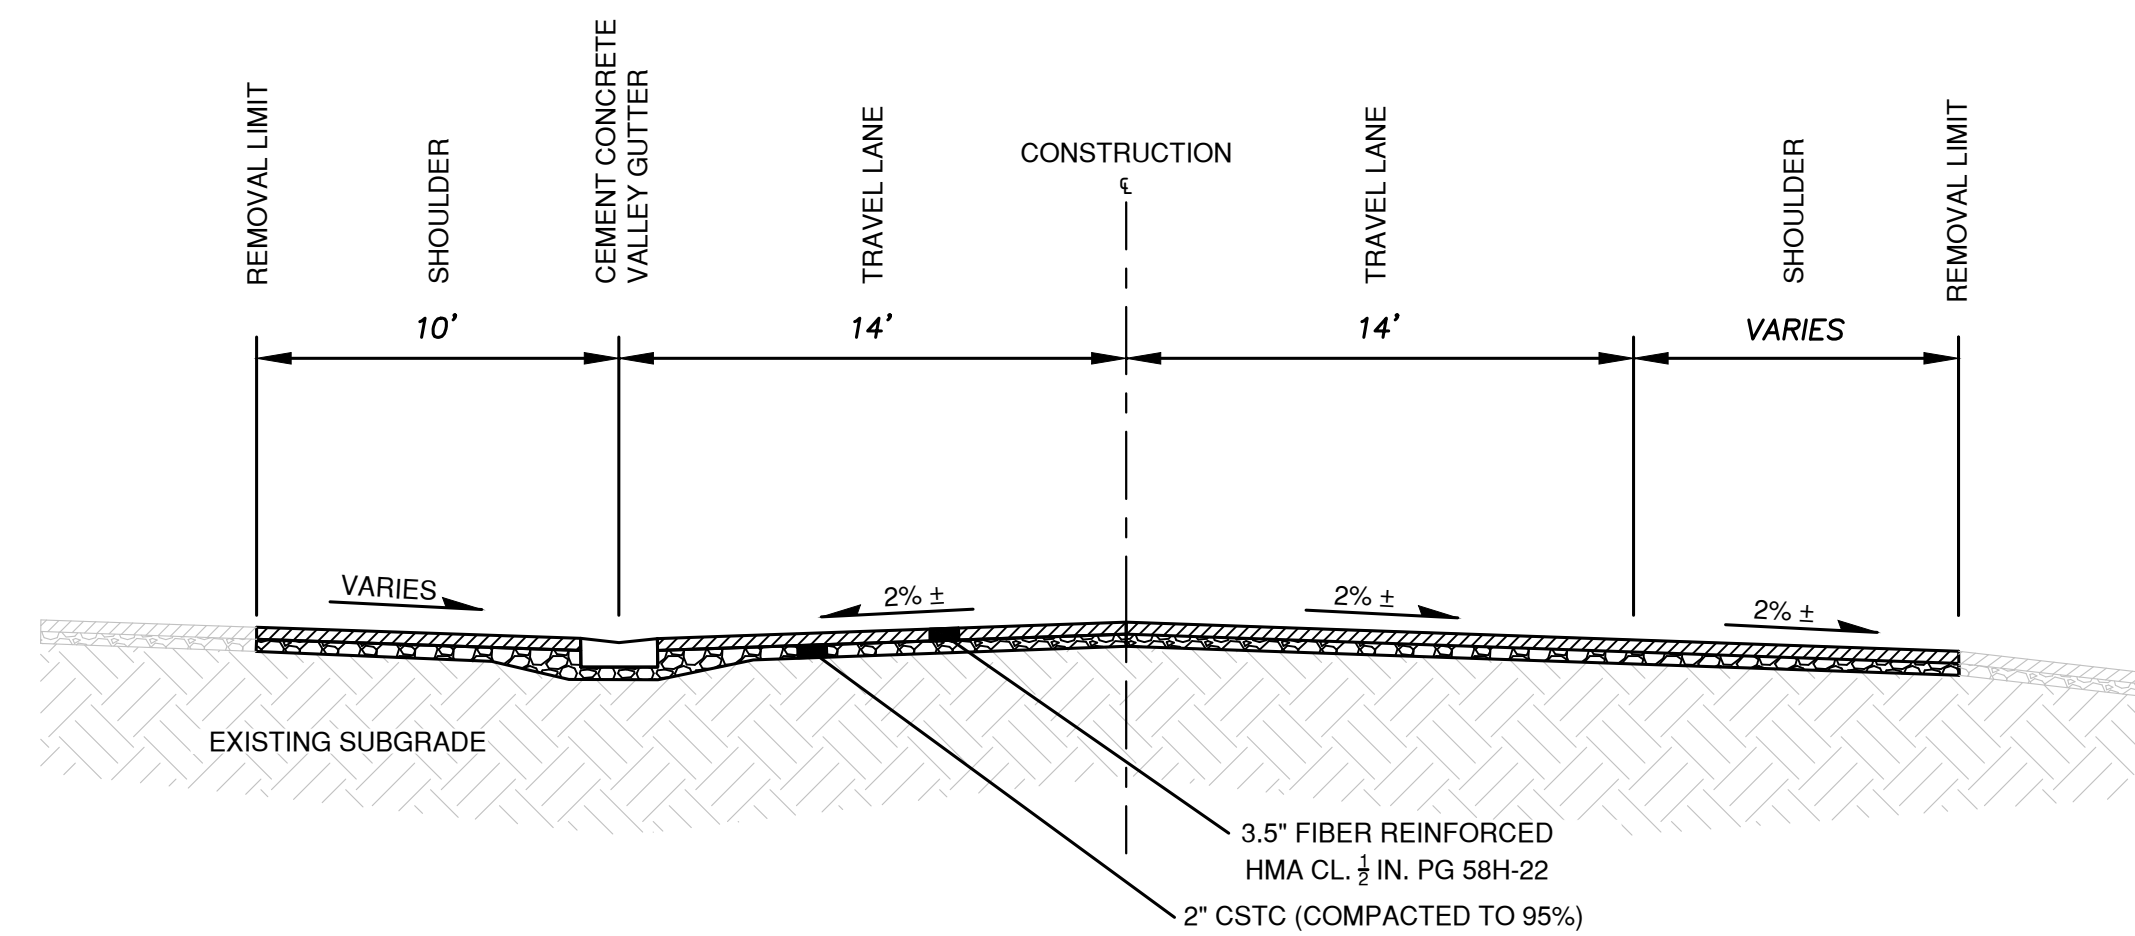 REMOVAL LIMIT
SHOULDER
CEMENT CONCRETE
VALLEY GUTTER
TRAVEL LANE
CONSTRUCTION
℄
TRAVEL LANE
SHOULDER
REMOVAL LIMIT
10'
14'
14'
VARIES
VARIES
2% ±
2% ±
2% ±
EXISTING SUBGRADE
3.5" FIBER REINFORCED
HMA CL. 1/2 IN. PG 58H-22
2" CSTC (COMPACTED TO 95%)